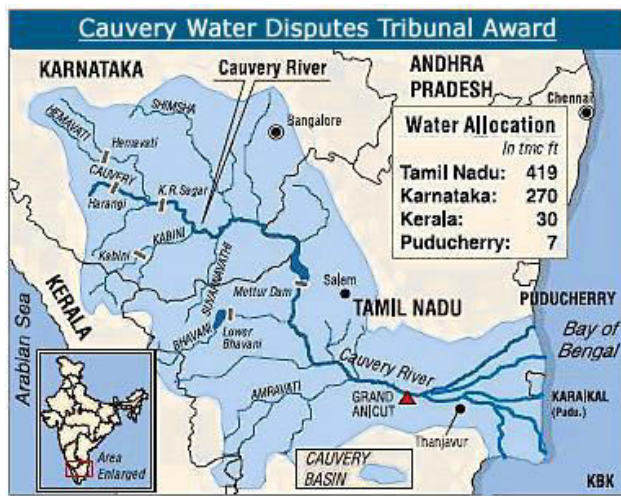 Cauvery Water Disputes Tribunal Award
KARNATAKA
Cauvery River
ANDHRA
PRADESH
Chennai
SHIMSHA
HEMAVATI
Hemavati
Bangalore
Water Allocation
In tmc ft
Tamil Nadu: 419
Karnataka: 270
Kerala: 30
Puducherry: 7
CAUVERY
Harangi
K.R. Sagar
KABINI
Kabini
SUVARNAVATHI
Mettur Dam
Salem
TAMIL NADU
PUDUCHERRY
KERALA
BHAVANI
Lower
Bhavani
Arabian Sea
Bay of
Bengal
Cauvery River
AMRAVATI
GRAND
ANICUT
KARAIKAL
(Padu.)
Thanjavur
Area
Enlarged
CAUVERY
BASIN
KBK